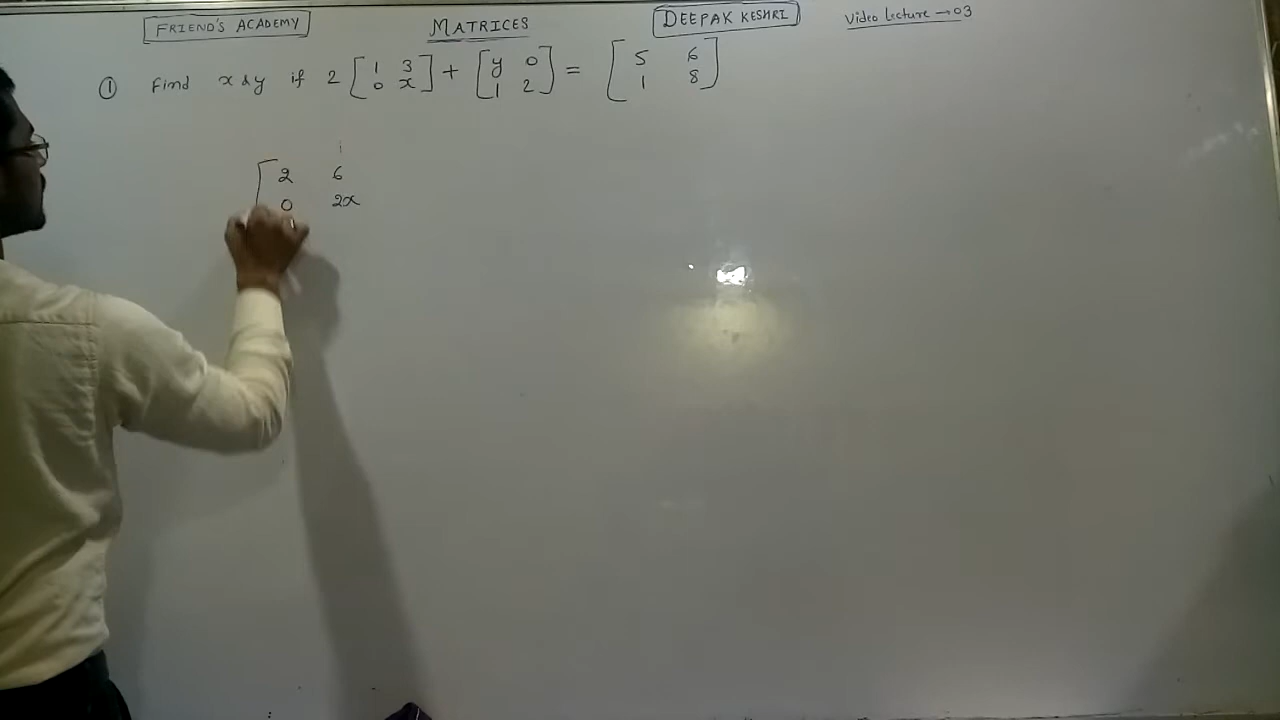 FRIEND'S ACADEMY MATRICES DEEPAK KESHRI Video Lecture → 03
① Find x & y if 2 [1 3 + [y 0 = [5 6
0 x] 1 2] 1 8]
[2 6
0 2x